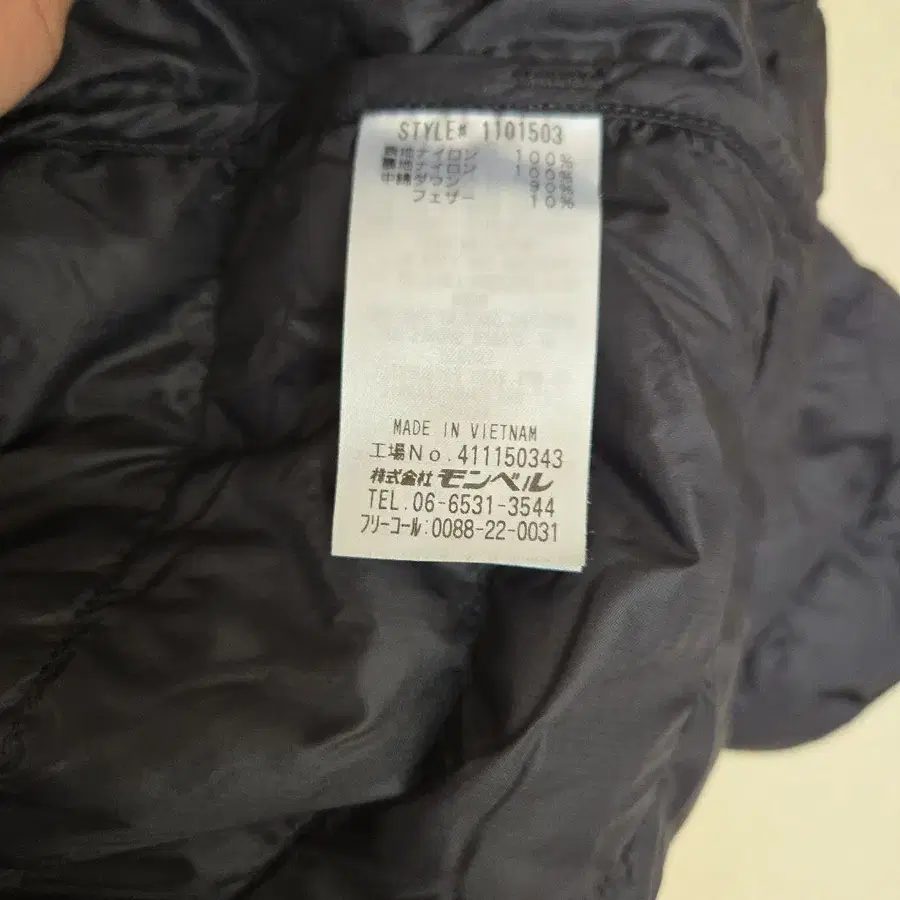 STYLE# 1101503
表地ナイロン 100%
裏地ナイロン 100%
中綿ダウン 90%
フェザー 10%
MADE IN VIETNAM
工場No.411150343
株式会社 モンベル
TEL.06-6531-3544
フリーコール:0088-22-0031